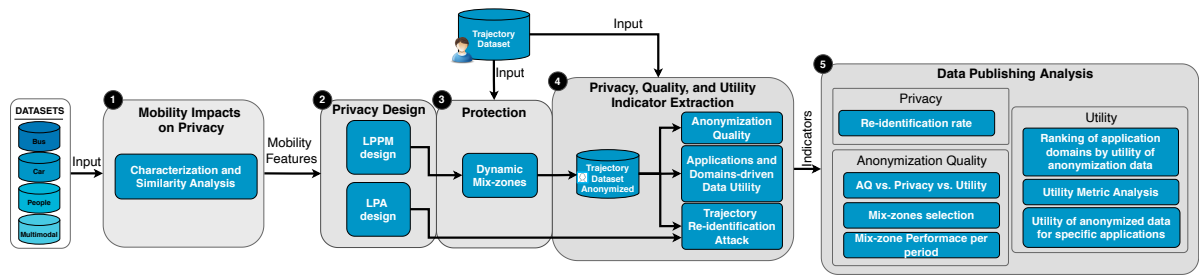 DATASETS
Bus
Car
People
Multimodal
Input
1
Mobility Impacts
on Privacy
Characterization and
Similarity Analysis
Mobility
Features
2
Privacy Design
LPPM
design
LPA
design
3
Protection
Dynamic
Mix-zones
Trajectory
Dataset
Input
Input
4
Privacy, Quality, and Utility
Indicator Extraction
Trajectory
Dataset
Anonymized
Anonymization
Quality
Applications and
Domains-driven
Data Utility
Trajectory
Re-identification
Attack
Indicators
5
Data Publishing Analysis
Privacy
Re-identification rate
Anonymization Quality
AQ vs. Privacy vs. Utility
Mix-zones selection
Mix-zone Performace per
period
Utility
Ranking of application
domains by utility of
anonymization data
Utility Metric Analysis
Utility of anonymized data
for specific applications